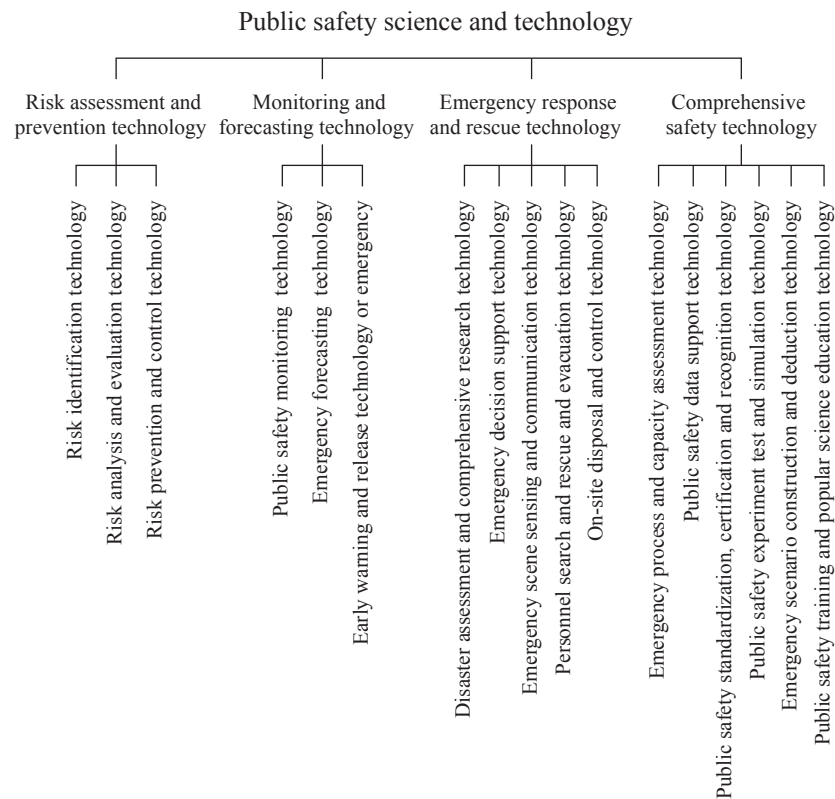 Public safety science and technology
Risk assessment and
prevention technology
Monitoring and
forecasting technology
Emergency response
and rescue technology
Comprehensive
safety technology
Risk identification technology
Risk analysis and evaluation technology
Risk prevention and control technology
Public safety monitoring technology
Emergency forecasting technology
Early warning and release technology or emergency
Disaster assessment and comprehensive research technology
Emergency decision support technology
Emergency scene sensing and communication technology
Personnel search and rescue and evacuation technology
On-site disposal and control technology
Emergency process and capacity assessment technology
Public safety data support technology
Public safety standardization, certification and recognition technology
Public safety experiment test and simulation technology
Emergency scenario construction and deduction technology
Public safety training and popular science education technology